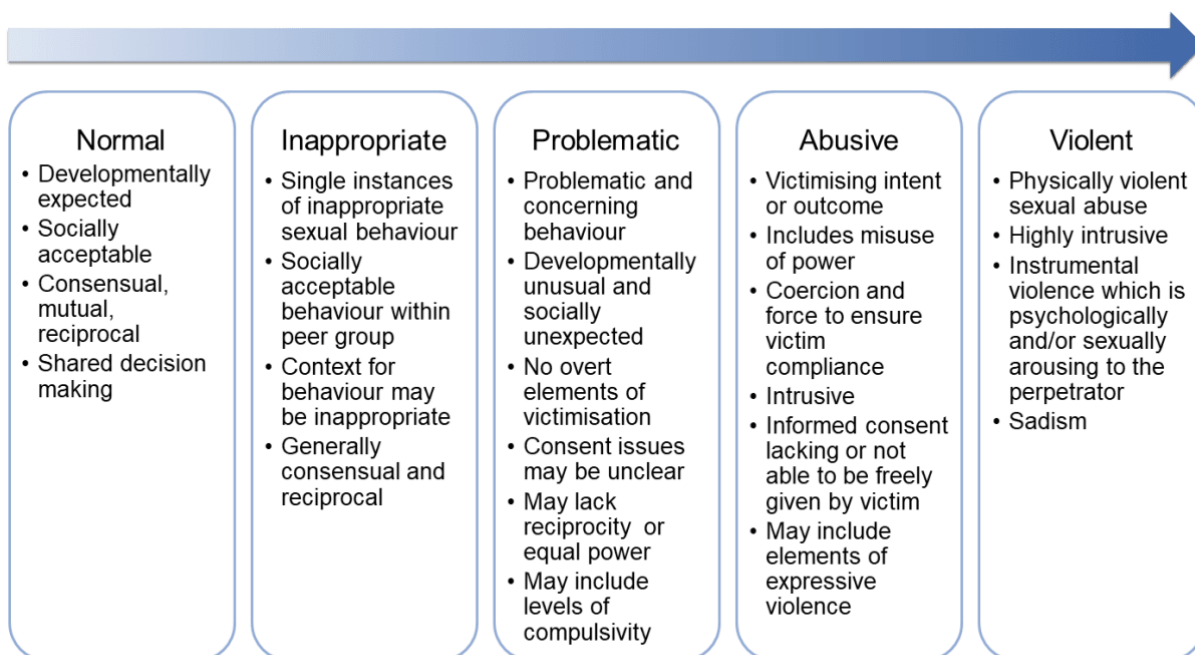 Normal
• Developmentally
expected
• Socially
acceptable
• Consensual,
mutual,
reciprocal
• Shared decision
making
Inappropriate
• Single instances
of inappropriate
sexual behaviour
• Socially
acceptable
behaviour within
peer group
• Context for
behaviour may
be inappropriate
• Generally
consensual and
reciprocal
Problematic
• Problematic and
concerning
behaviour
• Developmentally
unusual and
socially
unexpected
• No overt
elements of
victimisation
• Consent issues
may be unclear
• May lack
reciprocity or
equal power
• May include
levels of
compulsivity
Abusive
• Victimising intent
or outcome
• Includes misuse
of power
• Coercion and
force to ensure
victim
compliance
• Intrusive
• Informed consent
lacking or not
able to be freely
given by victim
• May include
elements of
expressive
violence
Violent
• Physically violent
sexual abuse
• Highly intrusive
• Instrumental
violence which is
psychologically
and/or sexually
arousing to the
perpetrator
• Sadism